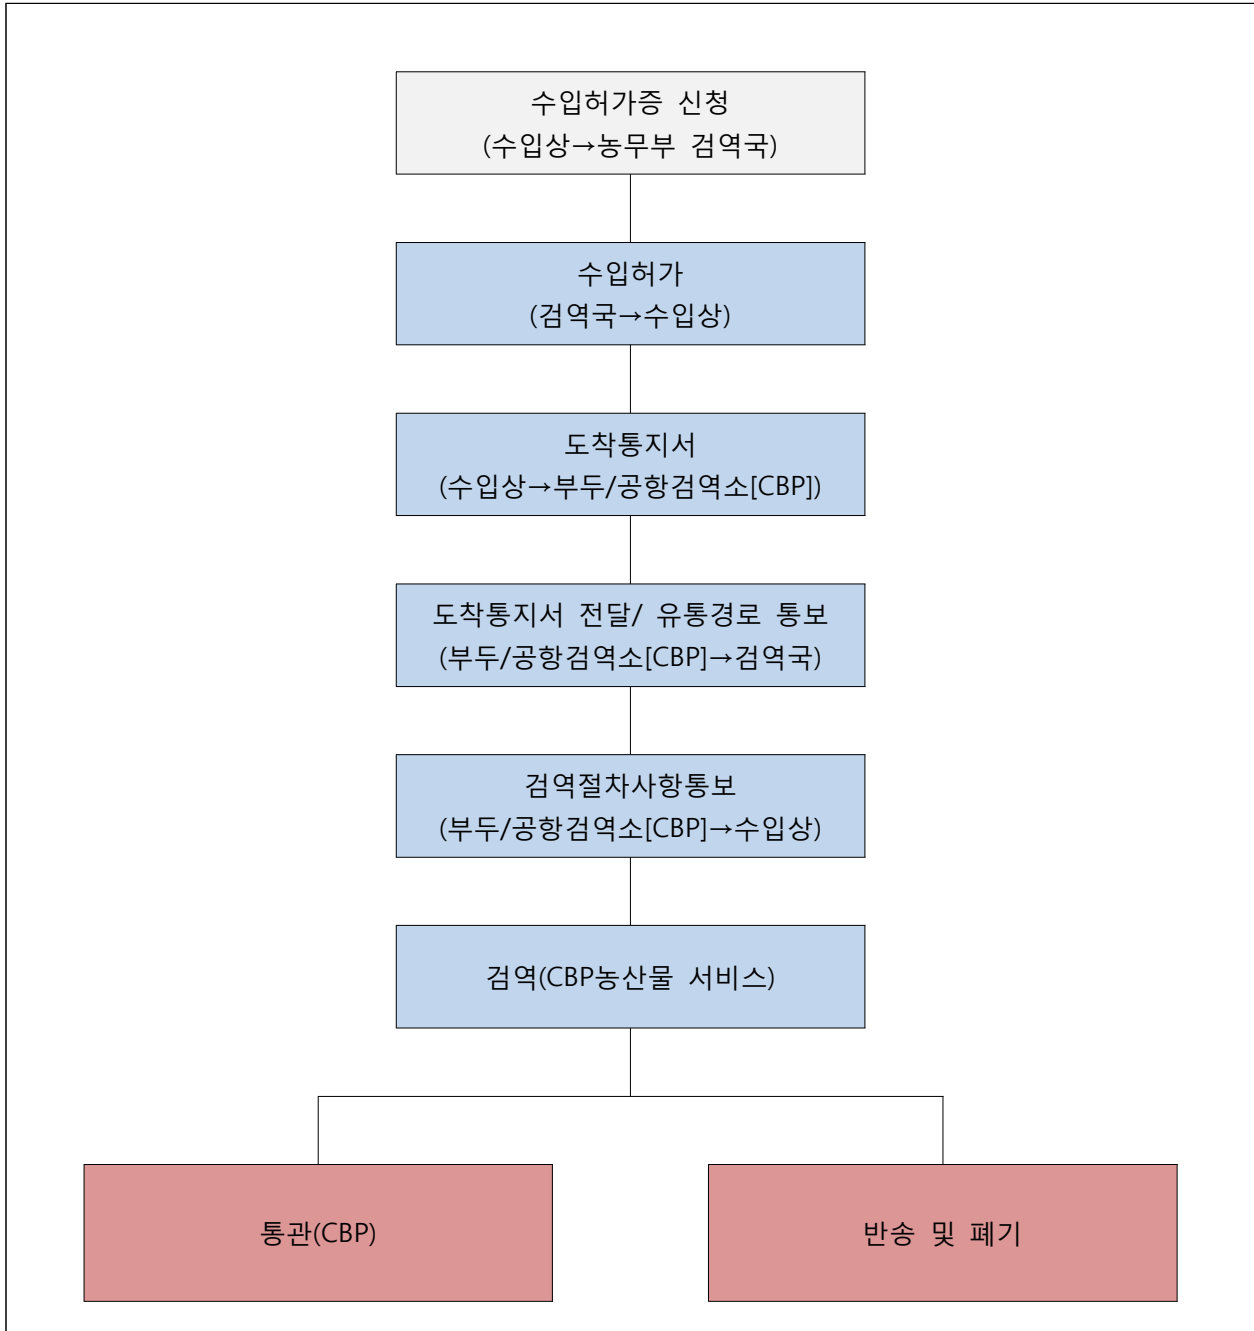 수입허가증 신청
(수입상→농무부 검역국)
수입허가
(검역국→수입상)
도착통지서
(수입상→부두/공항검역소[CBP])
도착통지서 전달/ 유통경로 통보
(부두/공항검역소[CBP]→검역국)
검역절차사항통보
(부두/공항검역소[CBP]→수입상)
검역(CBP농산물 서비스)
통관(CBP)
반송 및 폐기